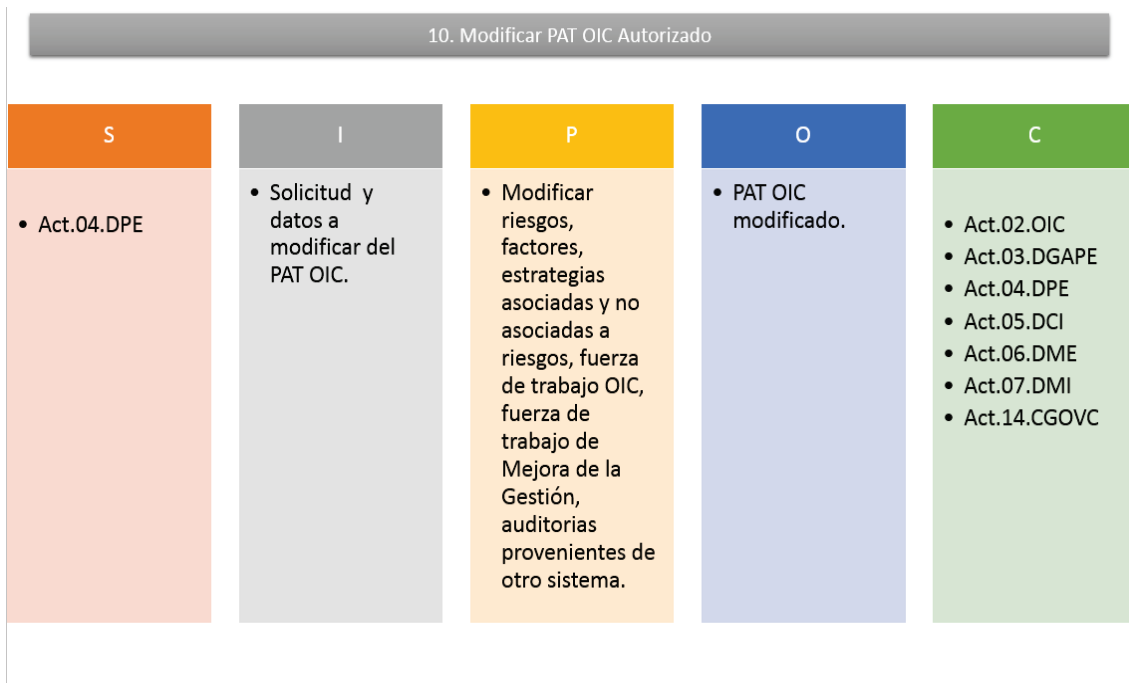 10. Modificar PAT OIC Autorizado
S
• Act.04.DPE
I
• Solicitud y
datos a
modificar del
PAT OIC.
P
• Modificar
riesgos,
factores,
estrategias
asociadas y no
asociadas a
riesgos, fuerza
de trabajo OIC,
fuerza de
trabajo de
Mejora de la
Gestión,
auditorias
provenientes de
otro sistema.
O
• PAT OIC
modificado.
C
• Act.02.OIC
• Act.03.DGAPE
• Act.04.DPE
• Act.05.DCI
• Act.06.DME
• Act.07.DMI
• Act.14.CGOVC